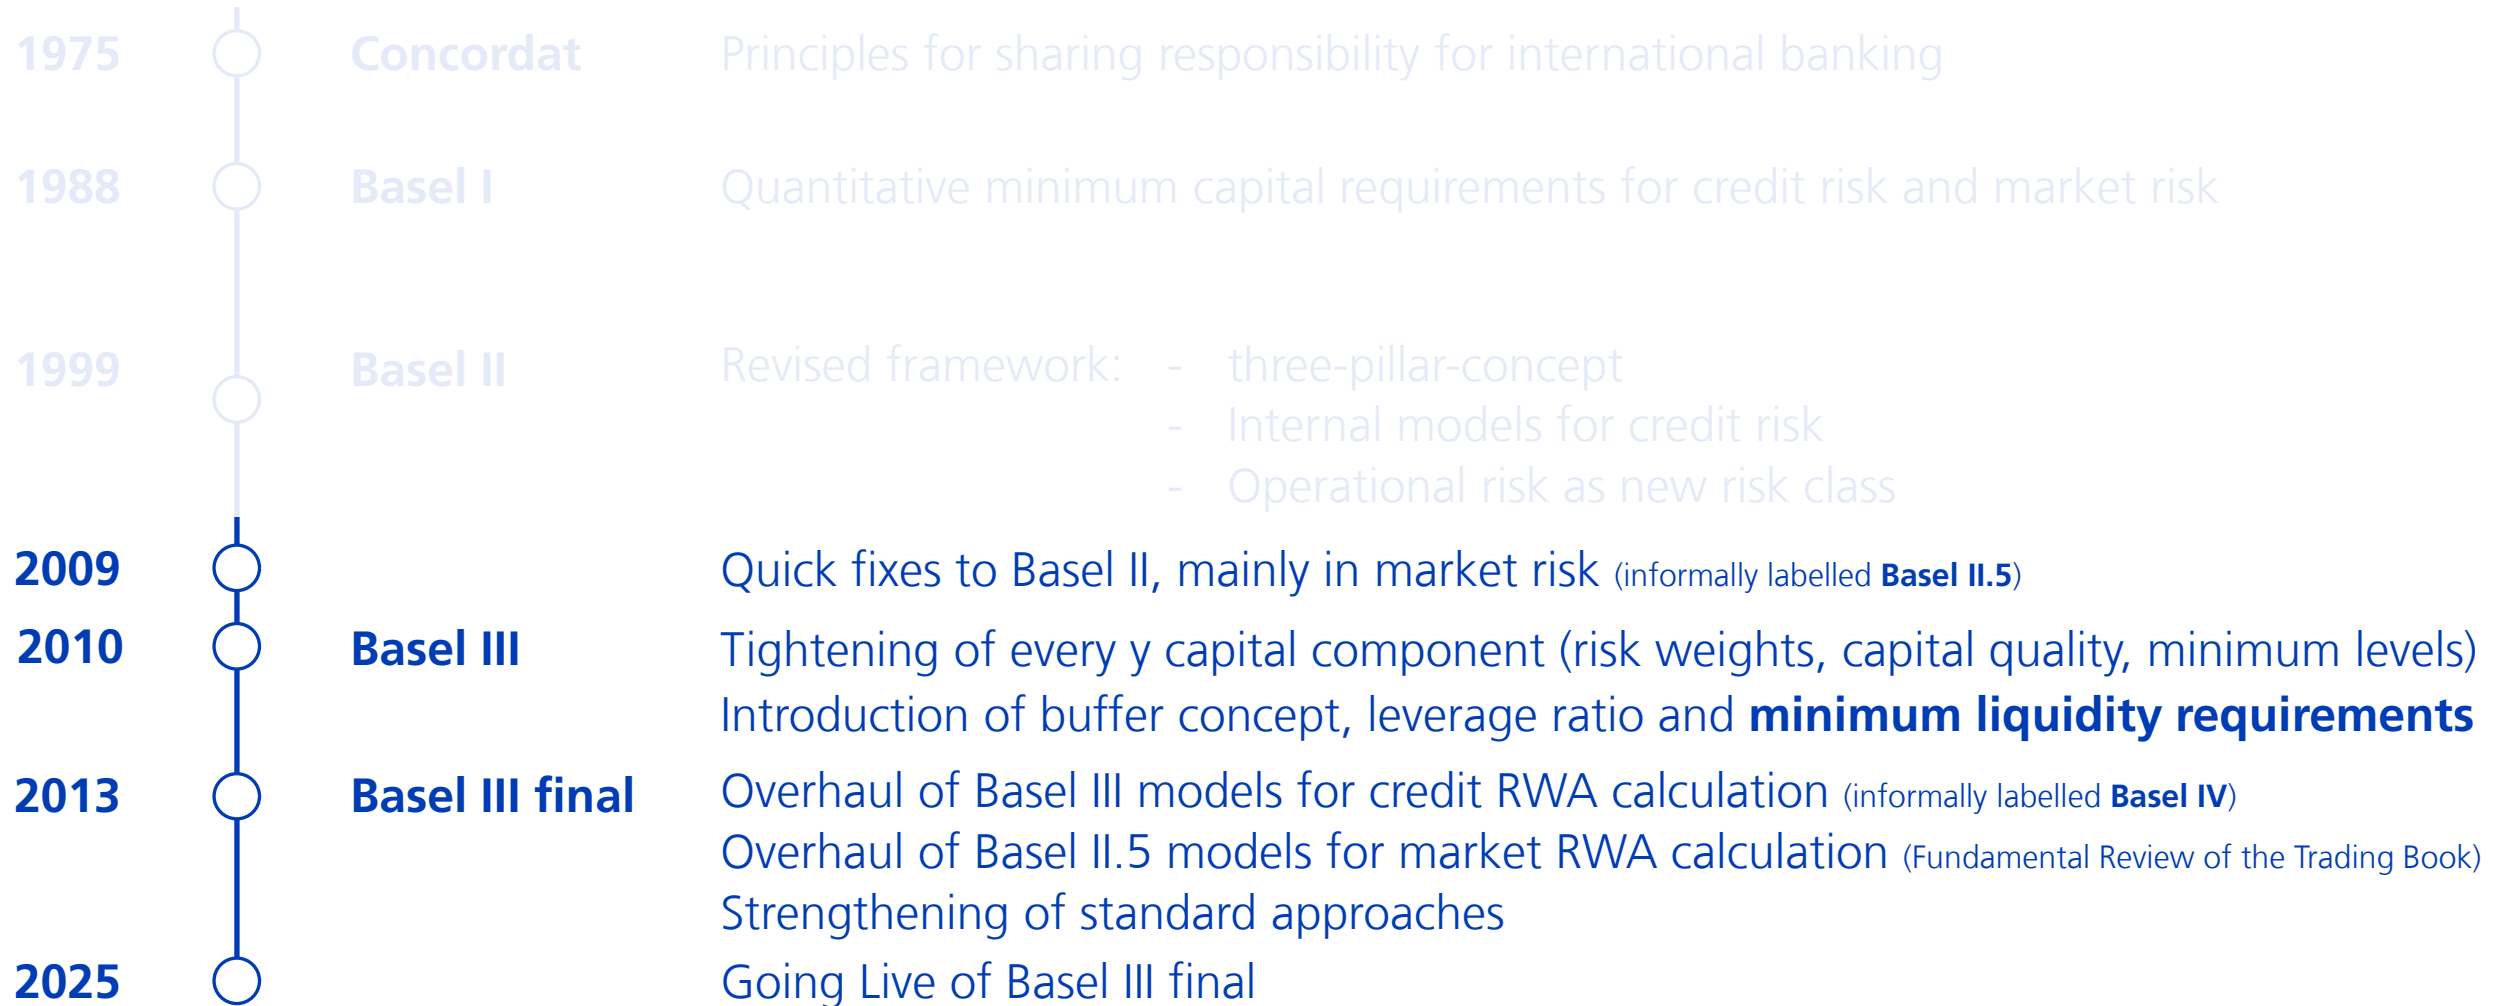 1975 Concordat Principles for sharing responsibility for international banking
1988 Basel I Quantitative minimum capital requirements for credit risk and market risk
1999 Basel II Revised framework: - three-pillar-concept
- Internal models for credit risk
- Operational risk as new risk class
2009 Quick fixes to Basel II, mainly in market risk (informally labelled Basel II.5)
2010 Basel III Tightening of every y capital component (risk weights, capital quality, minimum levels)
Introduction of buffer concept, leverage ratio and minimum liquidity requirements
2013 Basel III final Overhaul of Basel III models for credit RWA calculation (informally labelled Basel IV)
Overhaul of Basel II.5 models for market RWA calculation (Fundamental Review of the Trading Book)
Strengthening of standard approaches
2025 Going Live of Basel III final